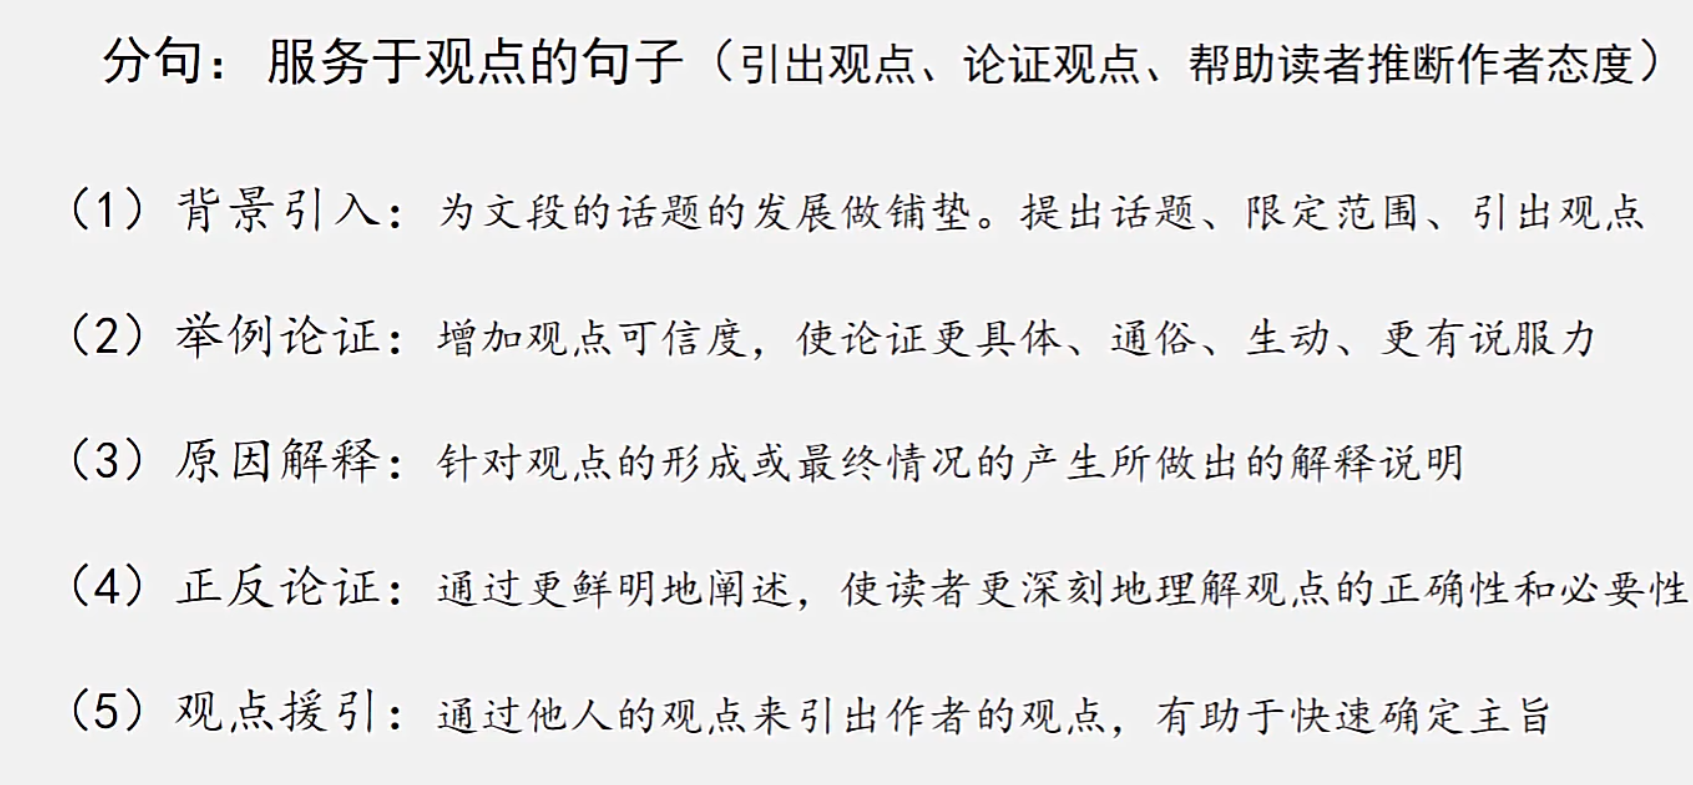 分句：服务于观点的句子（引出观点、论证观点、帮助读者推断作者态度）
（1）背景引入：为文段的话题的发展做铺垫。提出话题、限定范围、引出观点
（2）举例论证：增加观点可信度，使论证更具体、通俗、生动、更有说服力
（3）原因解释：针对观点的形成或最终情况的产生所做出的解释说明
（4）正反论证：通过更鲜明地阐述，使读者更深刻地理解观点的正确性和必要性
（5）观点援引：通过他人的观点来引出作者的观点，有助于快速确定主旨